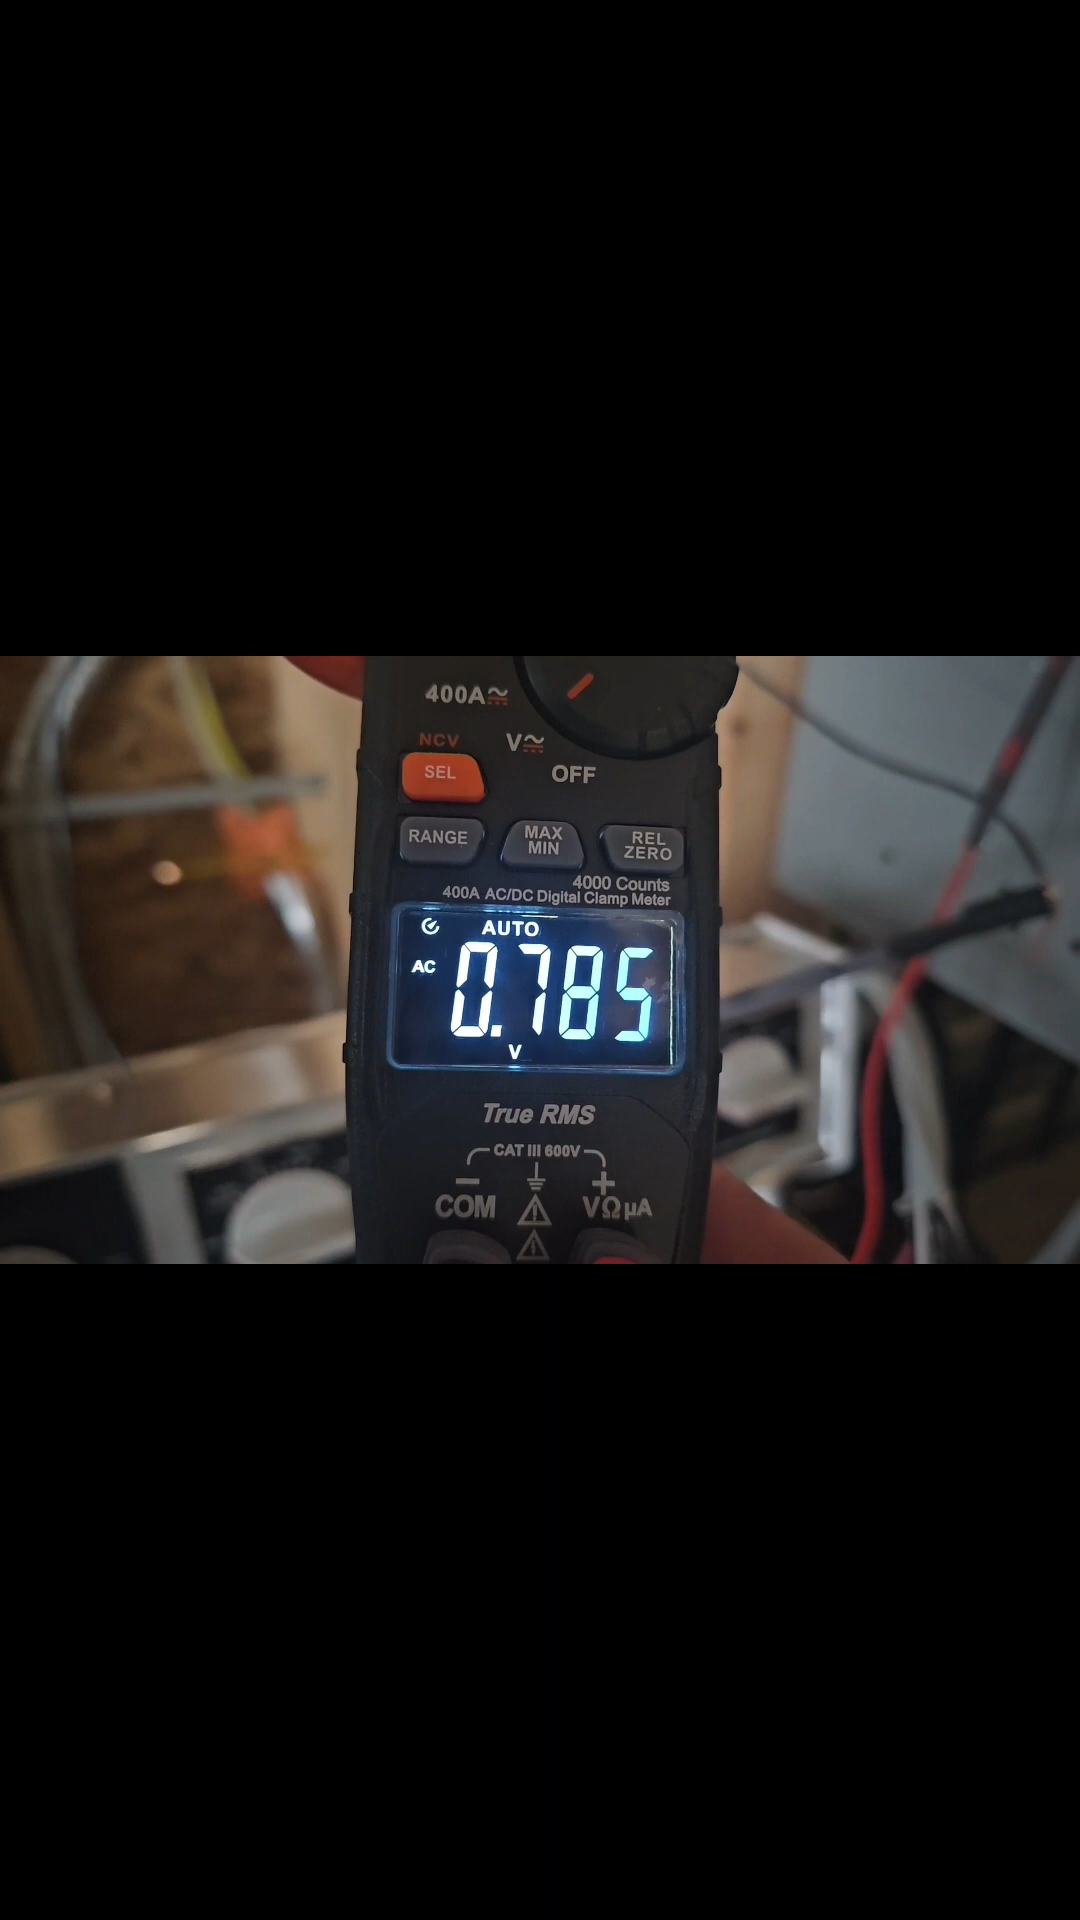 400A
NCV
V
SEL
OFF
RANGE
MAX
MIN
REL
ZERO
4000 Counts
400A AC/DC Digital Clamp Meter
AUTO
AC
0.785
V
True RMS
CAT III 600V
− +
COM
VΩµA